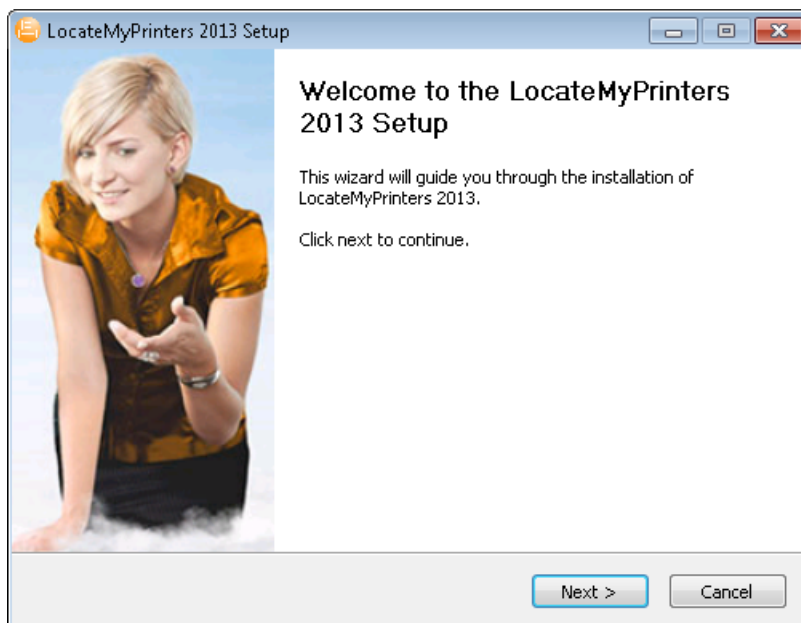 LocateMyPrinters 2013 Setup
Welcome to the LocateMyPrinters
2013 Setup
This wizard will guide you through the installation of
LocateMyPrinters 2013.
Click next to continue.
Next >
Cancel